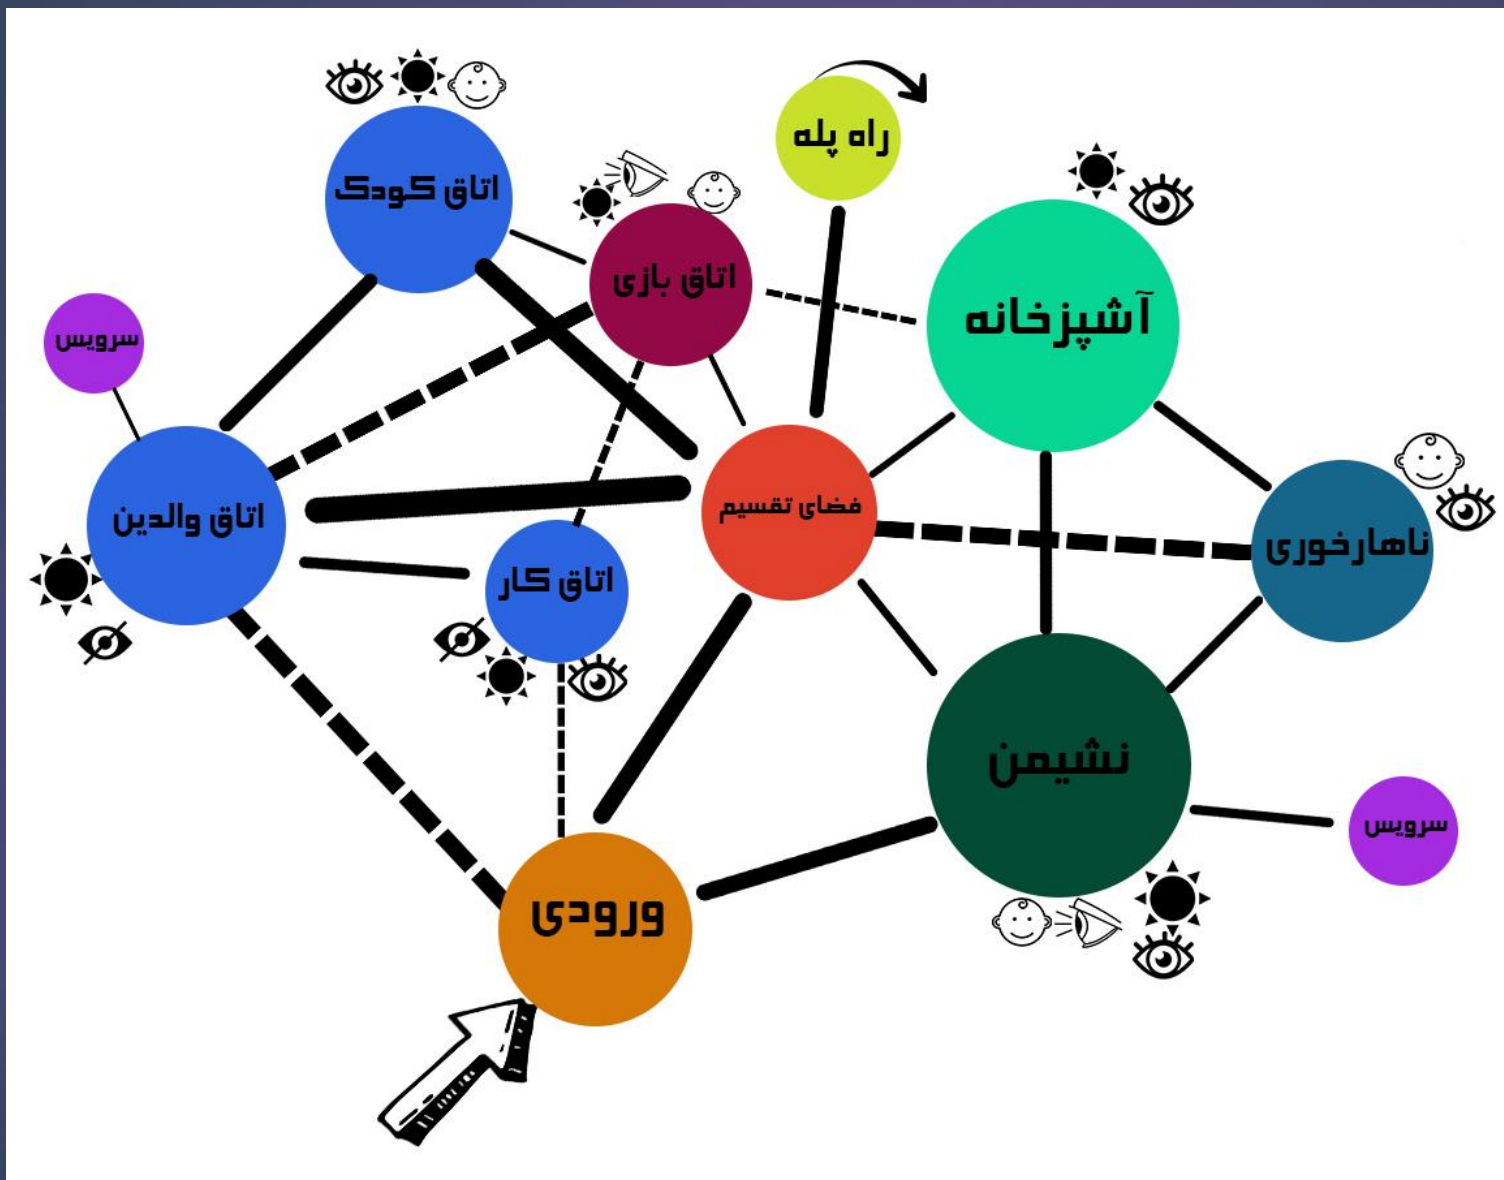 راه پله
اتاق کودک
اتاق بازی
آشپزخانه
سرویس
اتاق والدین
فضای تقسیم
ناهارخوری
اتاق کار
نشیمن
سرویس
ورودی